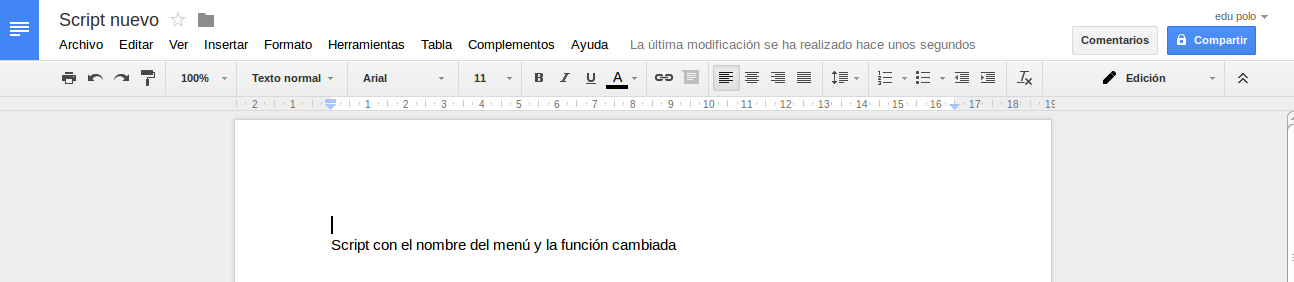 Script nuevo
edu polo
Archivo Editar Ver Insertar Formato Herramientas Tabla Complementos Ayuda La última modificación se ha realizado hace unos segundos
Comentarios Compartir
100% Texto normal Arial 11 B I U A Edición
2 1 1 2 3 4 5 6 7 8 9 10 11 12 13 14 15 16 17 18 19
Script con el nombre del menú y la función cambiada